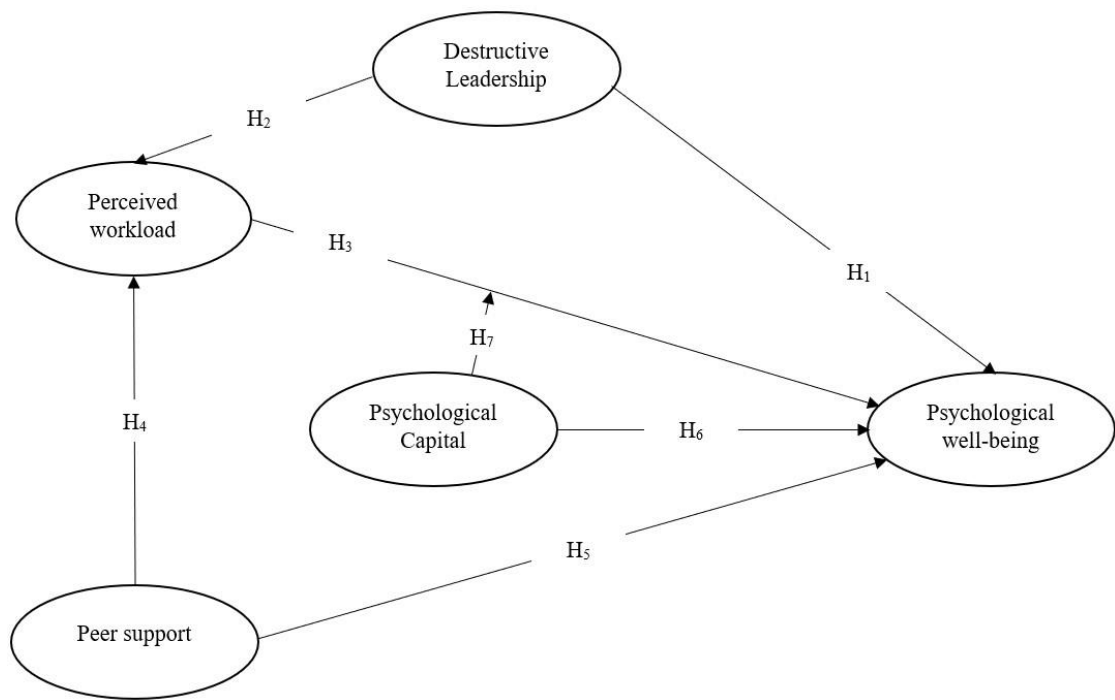 Destructive
Leadership
H₂
Perceived
workload
H₃
H₁
H₇
Psychological
Capital
H₄
H₆
Psychological
well-being
H₅
Peer support